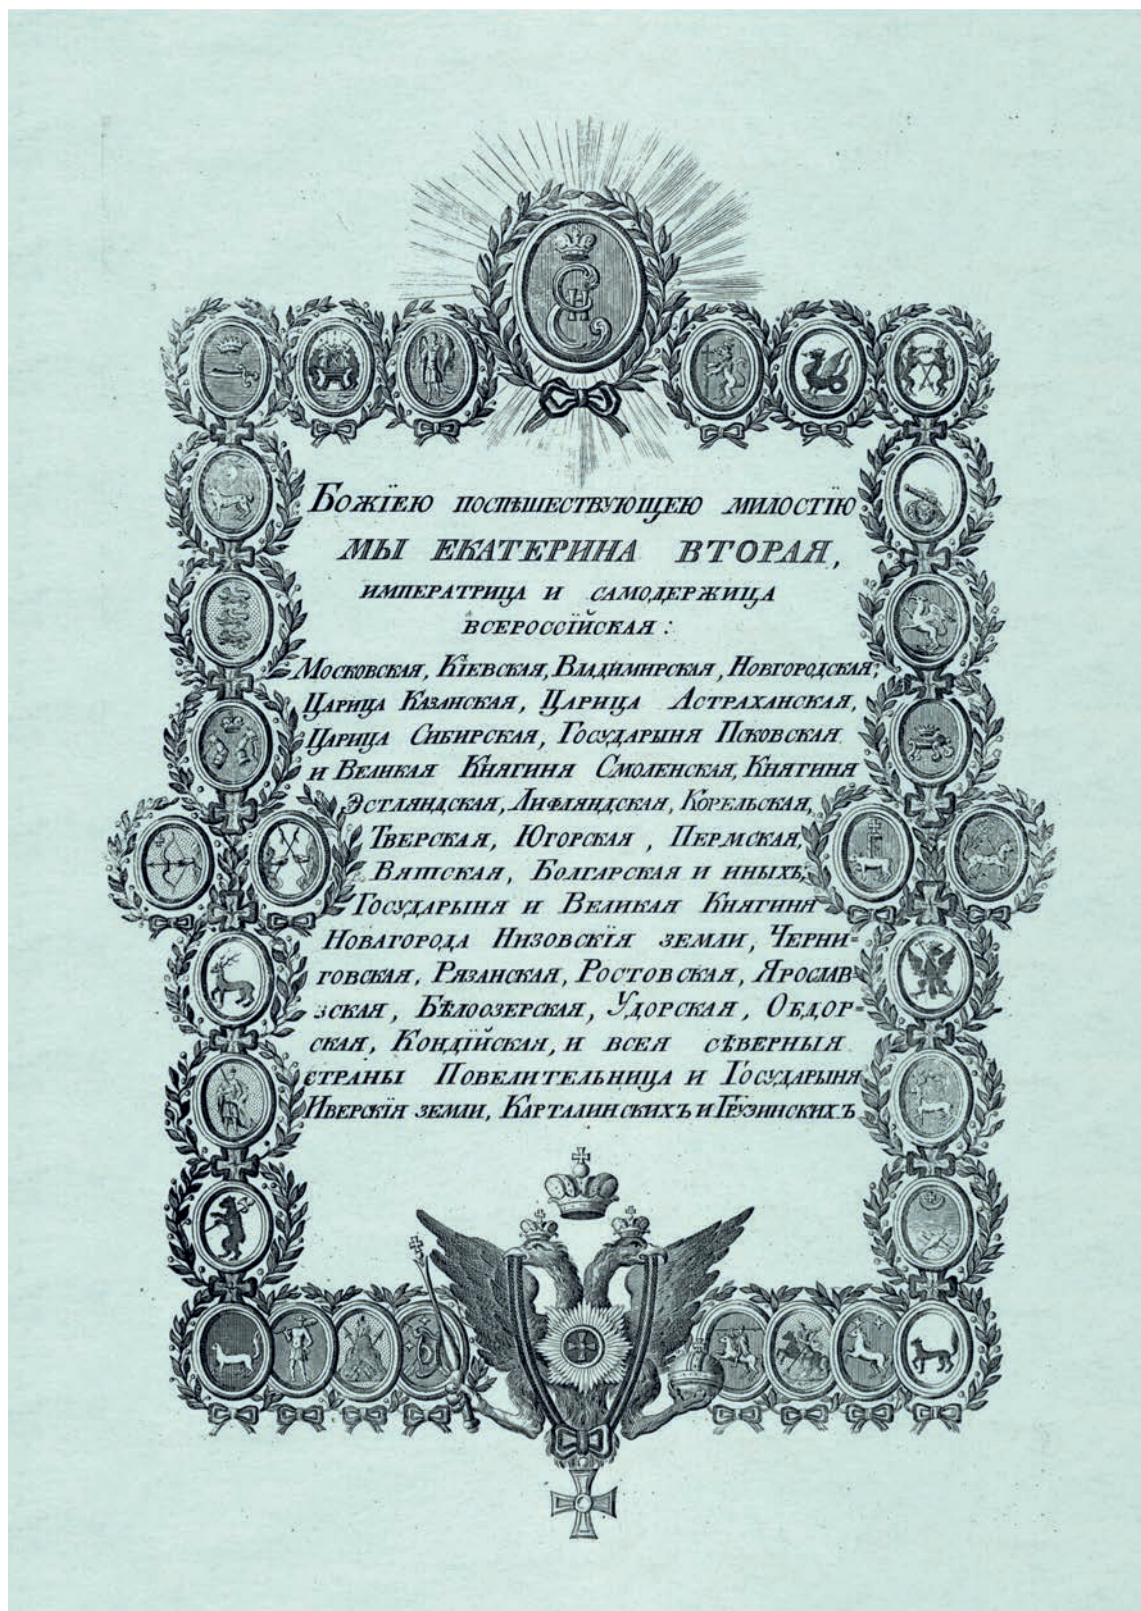 Е II
Божїею поспѣшествующею милостїю
МЫ ЕКАТЕРИНА ВТОРАЯ,
императрица и самодержица
всероссїйская:
Московская, Кїевская, Владимирская, Новгородская;
Царица Казанская, Царица Астраханская,
Царица Сибирская, Государыня Псковская
и Великая Княгиня Смоленская, Княгиня
Эстляндская, Лифляндская, Корельская,
Тверская, Югорская, Пермская,
Вятская, Болгарская и иныхъ;
Государыня и Великая Княгиня
Новагорода Низовскїя земли, Черни=
говская, Рязанская, Ростовская, Ярослав=
зская, Бѣлоозерская, Удорская, Обдор=
ская, Кондїйская, и всея сѣверныя
страны Повелительница и Государыня
Иверскїя земли, Карталинскихъ и Грузинскихъ